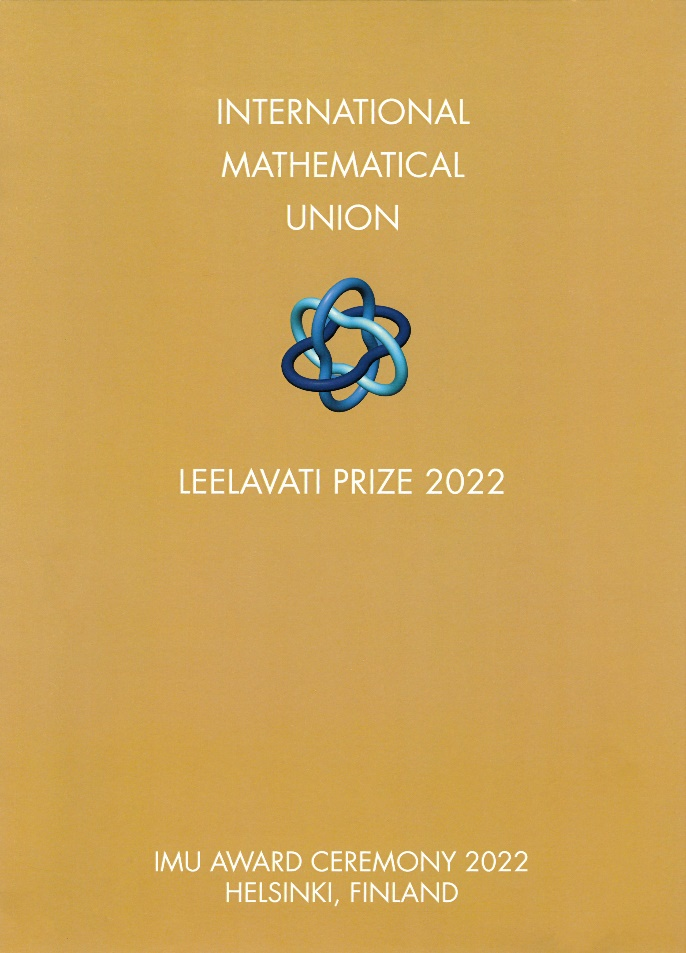 INTERNATIONAL
MATHEMATICAL
UNION
LEELAVATI PRIZE 2022
IMU AWARD CEREMONY 2022
HELSINKI, FINLAND